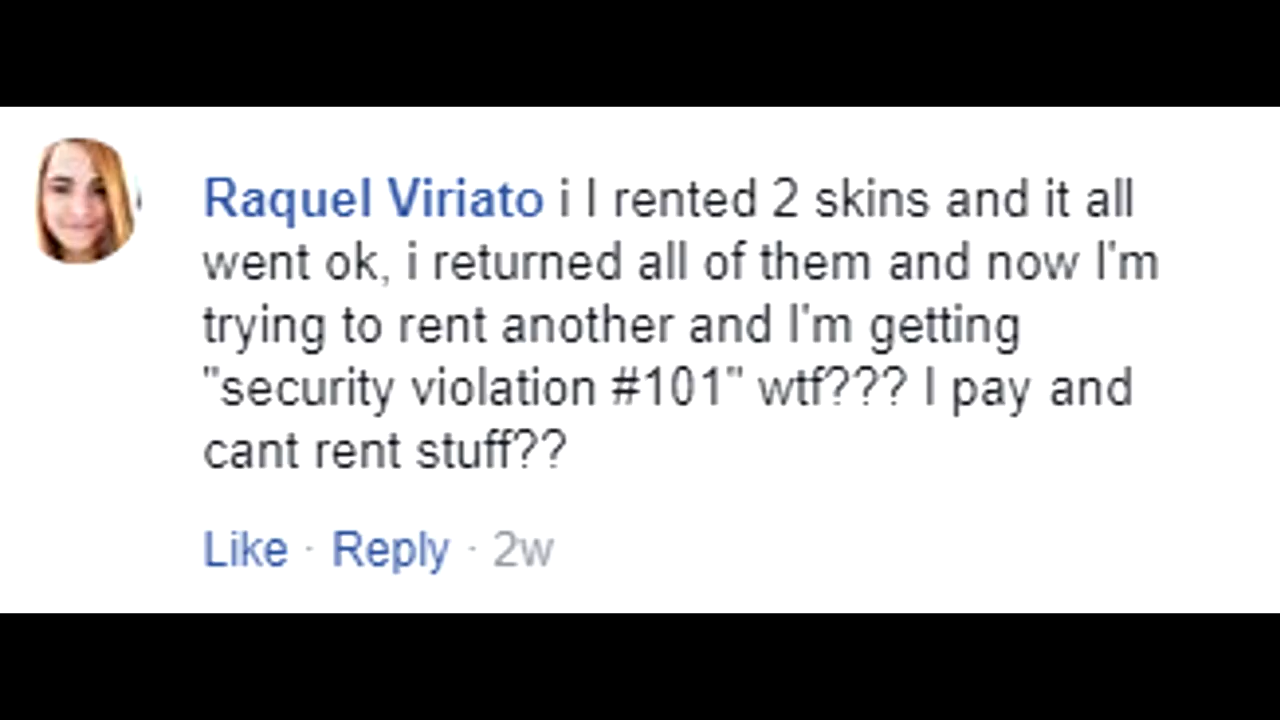 Raquel Viriato i I rented 2 skins and it all
went ok, i returned all of them and now I'm
trying to rent another and I'm getting
"security violation #101" wtf??? I pay and
cant rent stuff??
Like · Reply · 2w